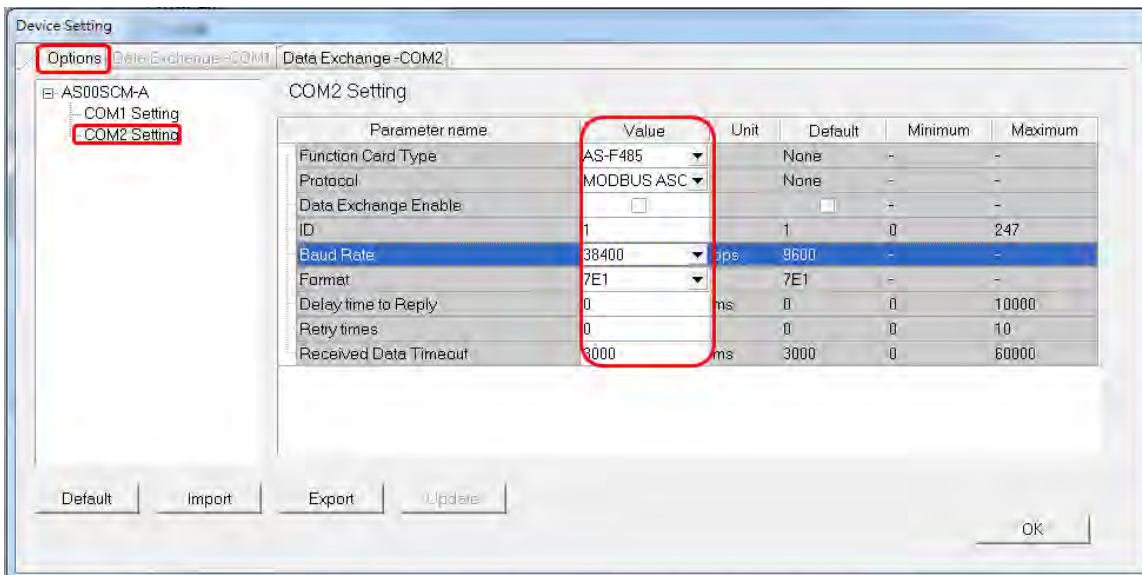 Device Setting
Options Data Exchange -COM1 Data Exchange -COM2
AS00SCM-A
COM1 Setting
COM2 Setting
COM2 Setting
Parameter name Value Unit Default Minimum Maximum
Function Card Type AS-F485 None - -
Protocol MODBUS ASC None - -
Data Exchange Enable - -
ID 1 1 0 247
Baud Rate 38400 bps 9600 - -
Format 7E1 7E1 - -
Delay time to Reply 0 ms 0 0 10000
Retry times 0 0 0 10
Received Data Timeout 3000 ms 3000 0 60000
Default Import Export Update
OK